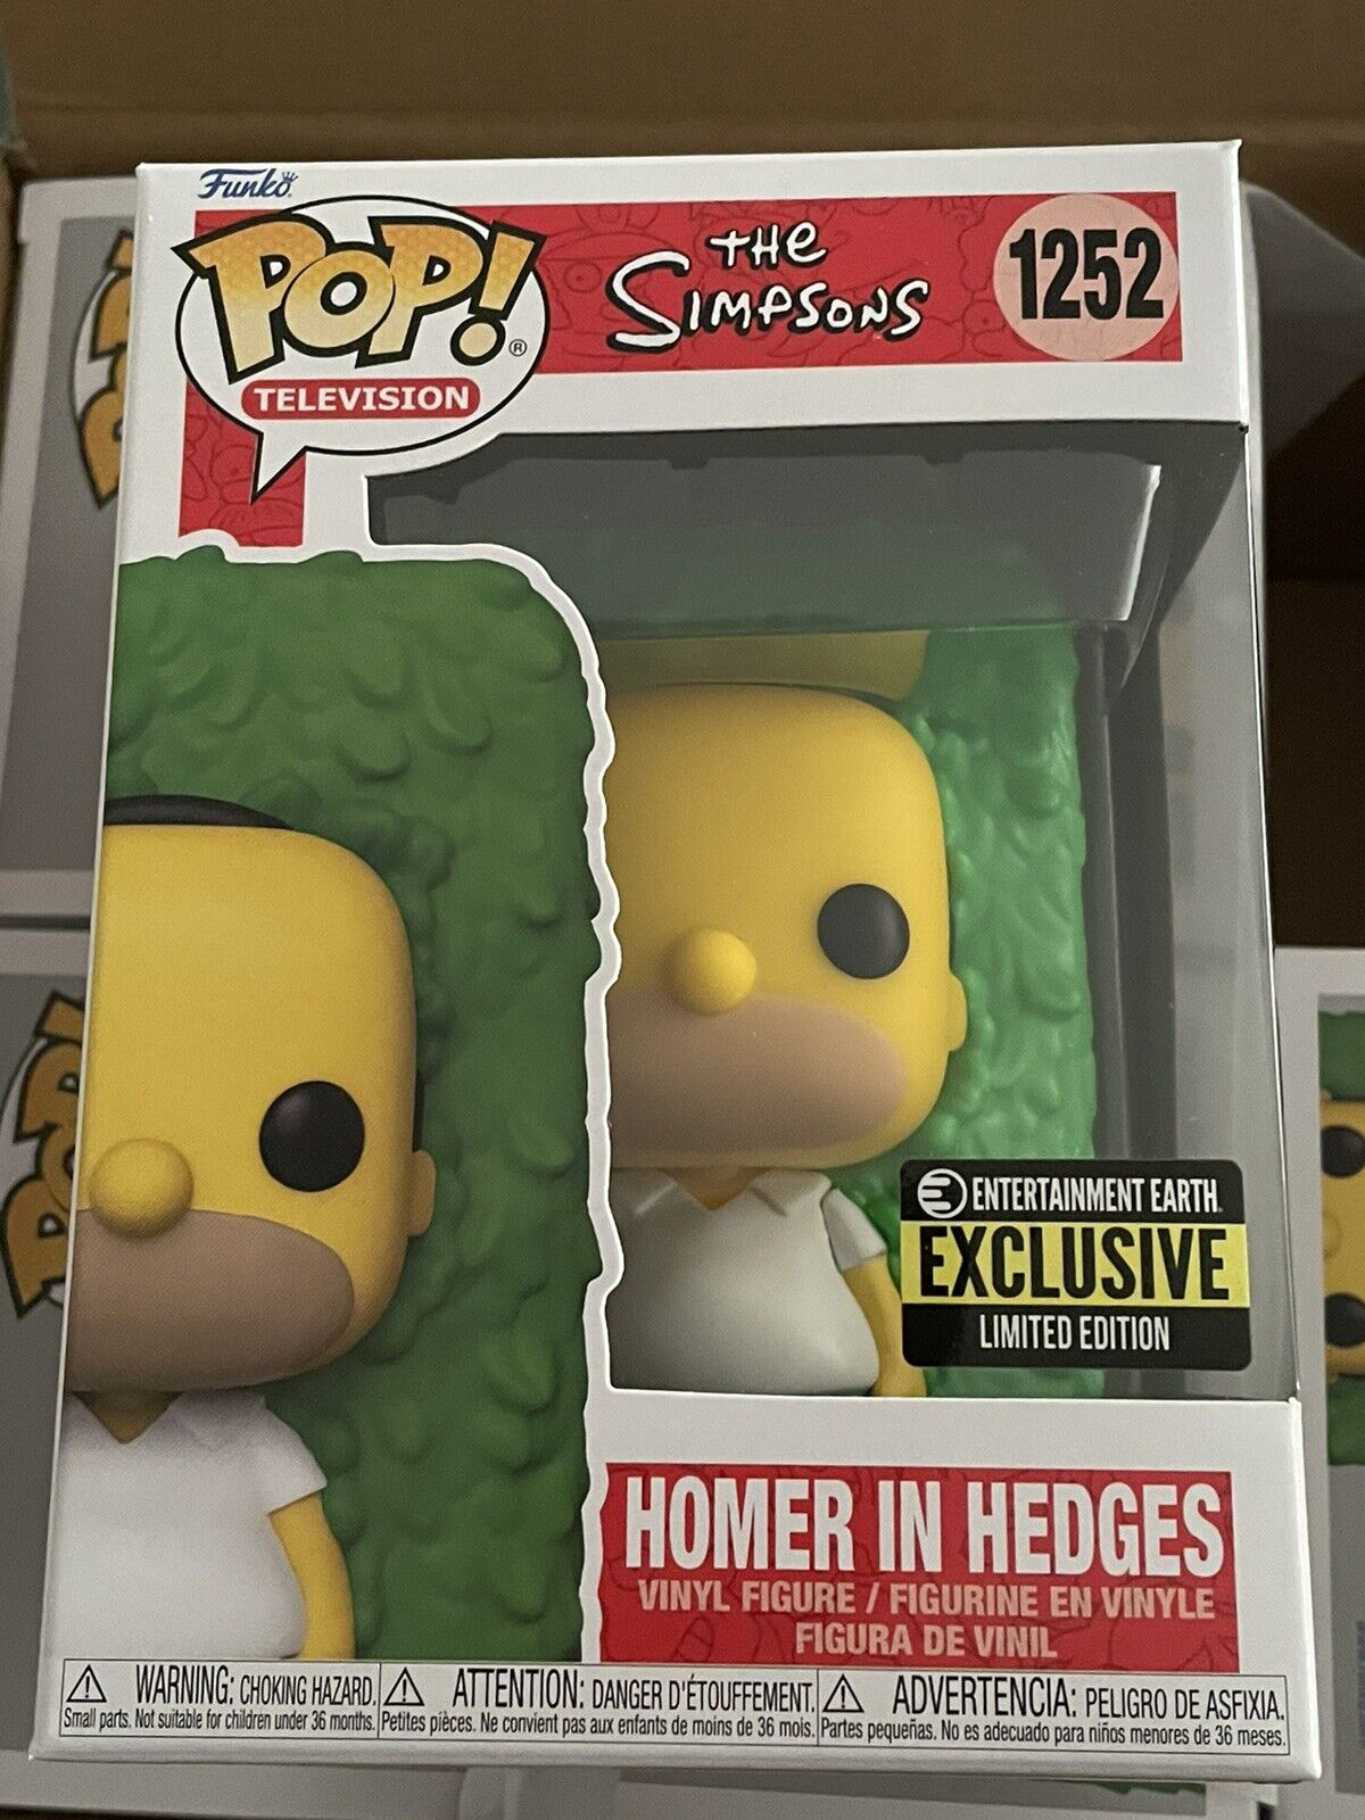 Funko
POP!®
TELEVISION
THE
SIMPSONS
1252
ENTERTAINMENT EARTH
EXCLUSIVE
LIMITED EDITION
HOMER IN HEDGES
VINYL FIGURE / FIGURINE EN VINYLE
FIGURA DE VINIL
WARNING: CHOKING HAZARD.
Small parts. Not suitable for children under 36 months.
ATTENTION: DANGER D'ÉTOUFFEMENT.
Petites pièces. Ne convient pas aux enfants de moins de 36 mois.
ADVERTENCIA: PELIGRO DE ASFIXIA.
Partes pequeñas. No es adecuado para niños menores de 36 meses.